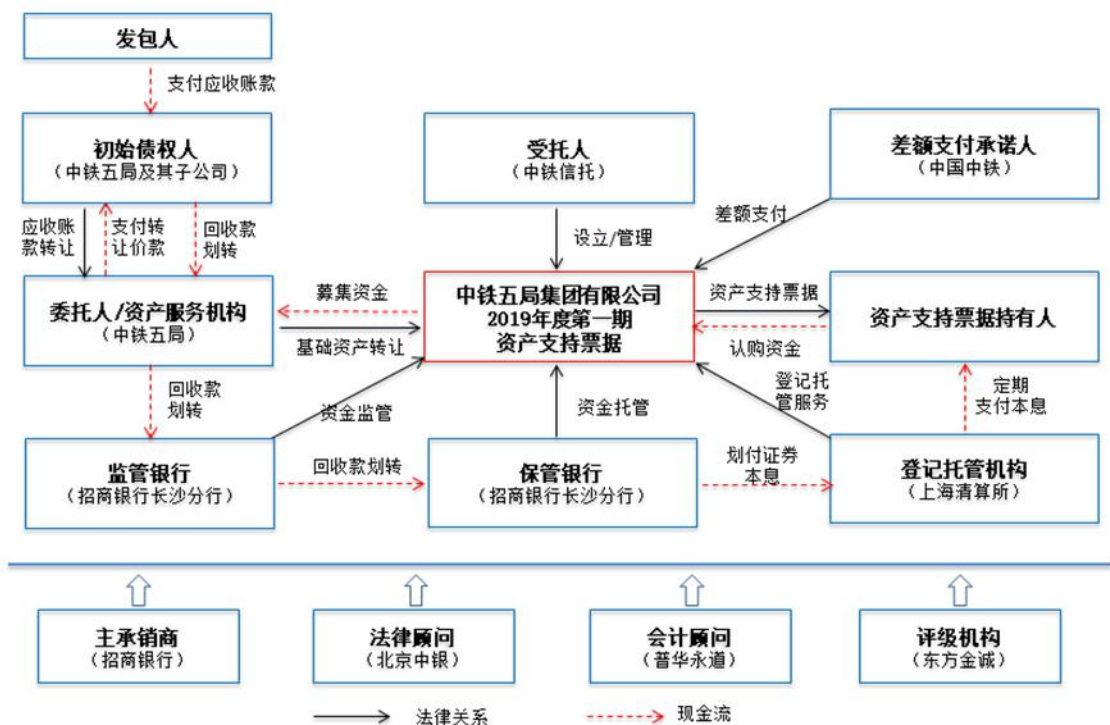 发包人
支付应收账款
初始债权人
（中铁五局及其子公司）
受托人
（中铁信托）
差额支付承诺人
（中国中铁）
应收账
款转让
支付转
让价款
回收款
划转
设立/管理
差额支付
委托人/资产服务机构
（中铁五局）
募集资金
基础资产转让
中铁五局集团有限公司
2019年度第一期
资产支持票据
资产支持票据
认购资金
资产支持票据持有人
回收款
划转
资金监管
资金托管
登记托
管服务
定期
支付本息
监管银行
（招商银行长沙分行）
回收款划转
保管银行
（招商银行长沙分行）
划付证券
本息
登记托管机构
（上海清算所）
主承销商
（招商银行）
法律顾问
（北京中银）
会计顾问
（普华永道）
评级机构
（东方金诚）
法律关系
现金流